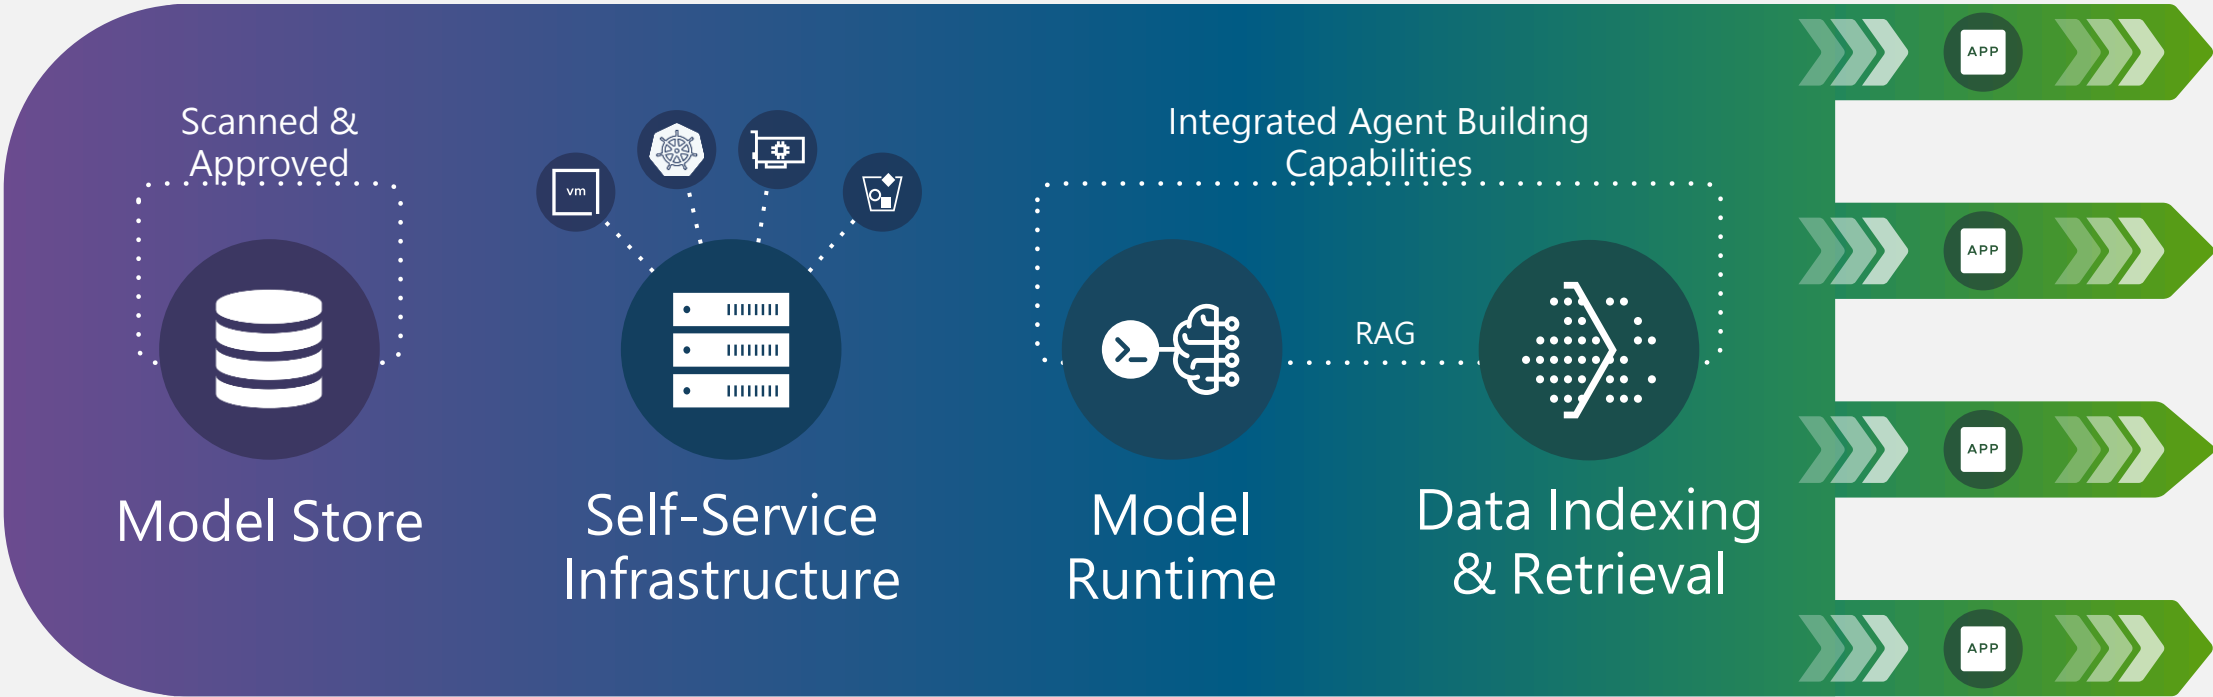 Scanned &
Approved
vm
Integrated Agent Building
Capabilities
RAG
Model Store
Self-Service
Infrastructure
Model
Runtime
Data Indexing
& Retrieval
APP
APP
APP
APP